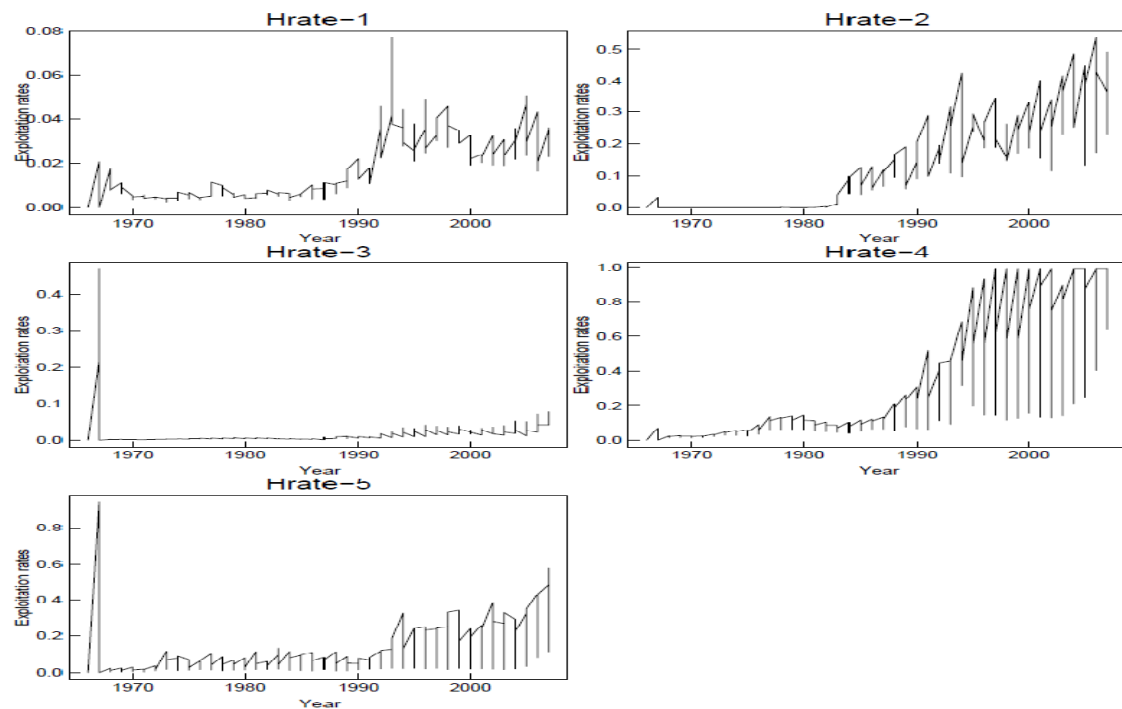 Hrate-1
Exploitation rates
0.08
0.06
0.04
0.02
0.00
1970 1980 1990 2000
Year
Hrate-2
Exploitation rates
0.5
0.4
0.3
0.2
0.1
0.0
1970 1980 1990 2000
Year
Hrate-3
Exploitation rates
0.4
0.3
0.2
0.1
0.0
1970 1980 1990 2000
Year
Hrate-4
Exploitation rates
1.0
0.8
0.6
0.4
0.2
0.0
1970 1980 1990 2000
Year
Hrate-5
Exploitation rates
0.8
0.6
0.4
0.2
0.0
1970 1980 1990 2000
Year